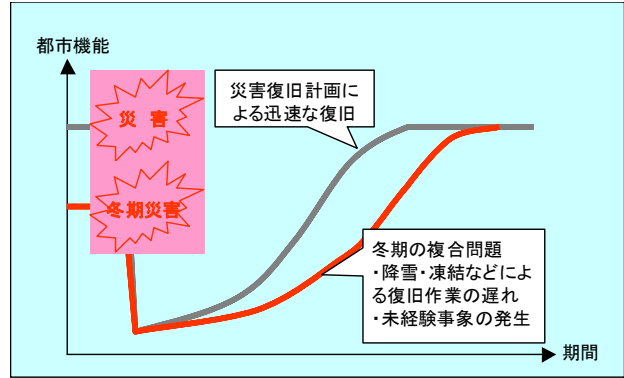 都市機能
災 害
冬期災害
災害復旧計画に
よる迅速な復旧
冬期の複合問題
・降雪・凍結などによ
る復旧作業の遅れ
・未経験事象の発生
期間